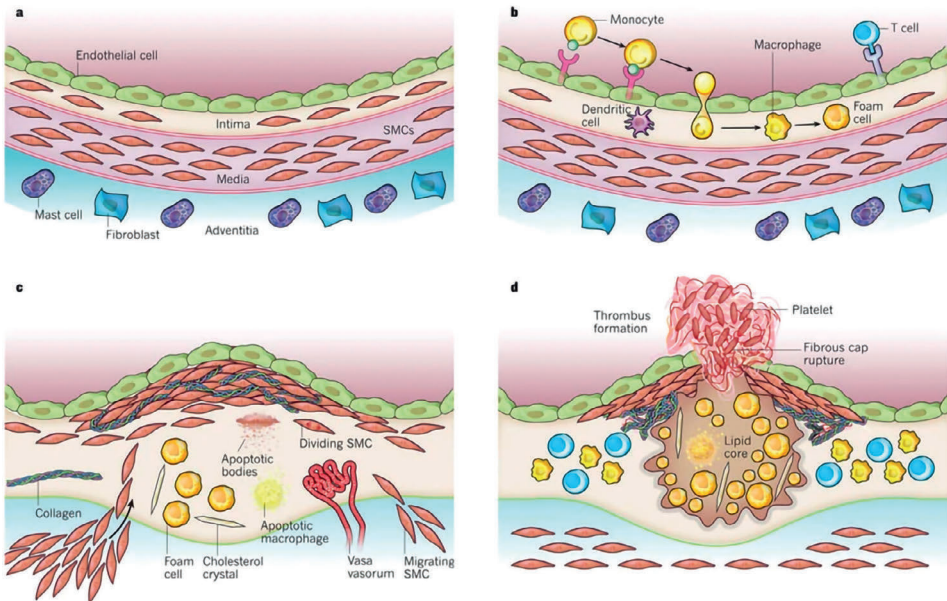 a
Endothelial cell
Intima
SMCs
Media
Mast cell
Fibroblast
Adventitia
b
Monocyte
T cell
Macrophage
Dendritic
cell
Foam
cell
c
Dividing SMC
Apoptotic
bodies
Collagen
Apoptotic
macrophage
Foam
cell
Cholesterol
crystal
Vasa
vasorum
Migrating
SMC
d
Thrombus
formation
Platelet
Fibrous cap
rupture
Lipid
core